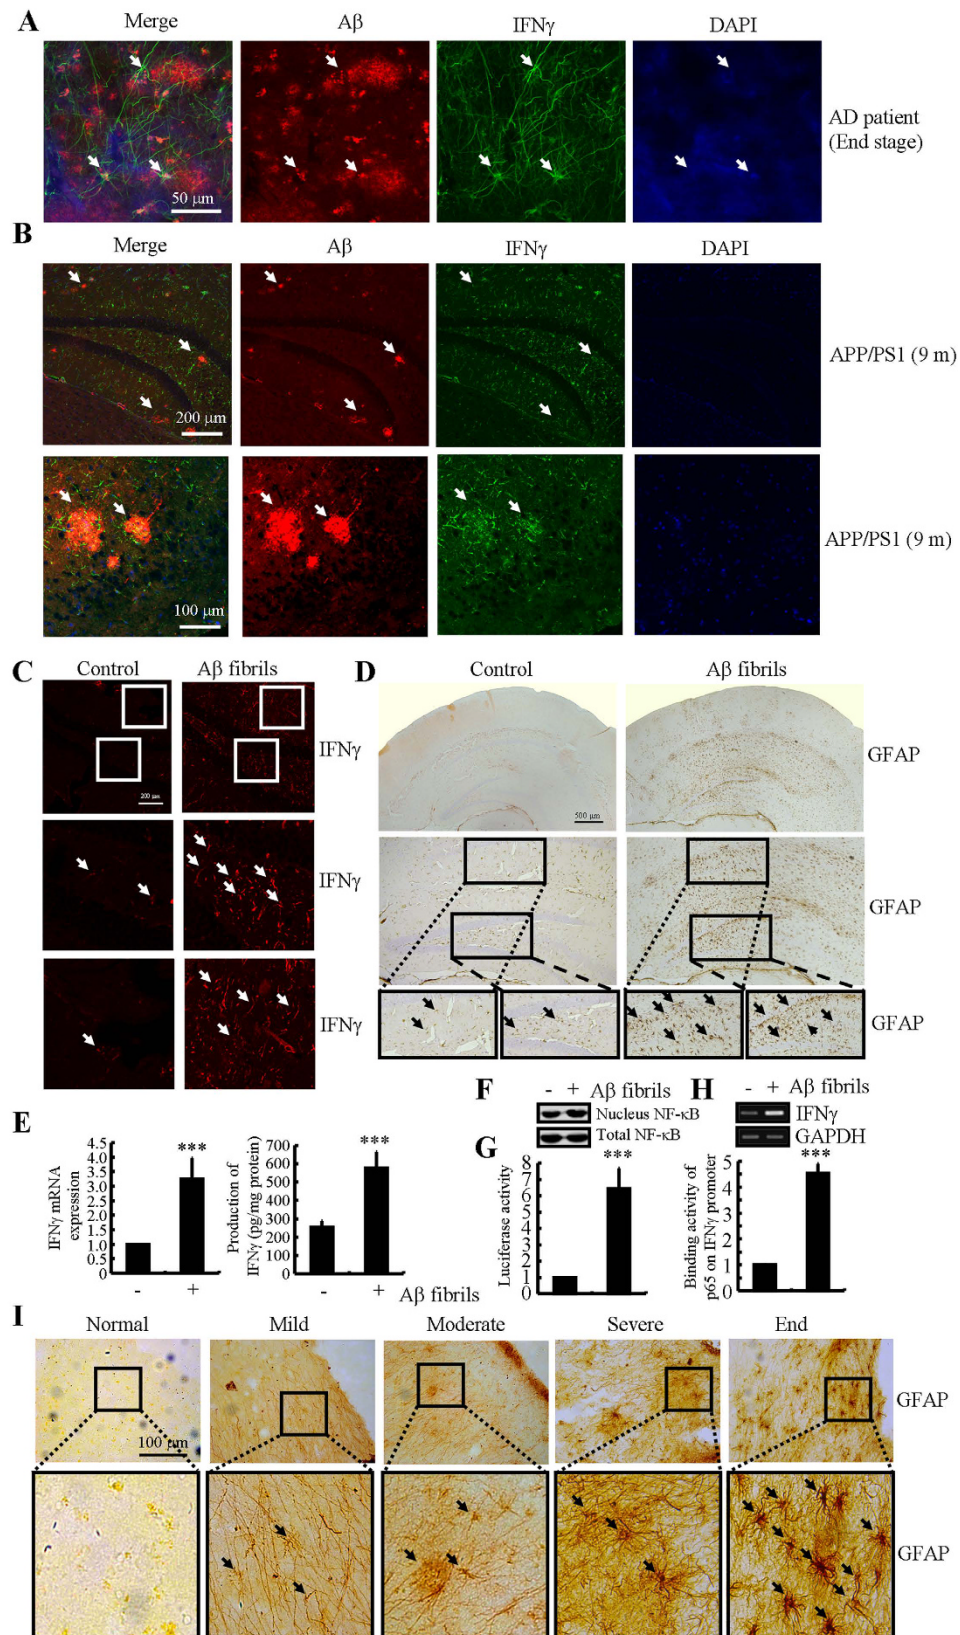 A
Merge Aβ IFNγ DAPI
AD patient
(End stage)
50 μm
B
Merge Aβ IFNγ DAPI
APP/PS1 (9 m)
200 μm
APP/PS1 (9 m)
100 μm
C
Control Aβ fibrils
IFNγ
200 μm
IFNγ
IFNγ
D
Control Aβ fibrils
GFAP
500 μm
GFAP
GFAP
E
IFNγ mRNA
expression
4.5
4.0
3.5
3.0
2.5
2.0
1.5
1.0
0.5
0
***
- +
Production of
IFNγ (pg/mg protein)
700
600
500
400
300
200
100
0
***
- + Aβ fibrils
F
- + Aβ fibrils
Nucleus NF-κB
Total NF-κB
G
Luciferase activity
8
7
6
5
4
3
2
1
0
***
H
- +
IFNγ
GAPDH
Binding activity of
p65 on IFNγ promoter
5
4
3
2
1
0
***
I
Normal Mild Moderate Severe End
GFAP
100 μm
GFAP